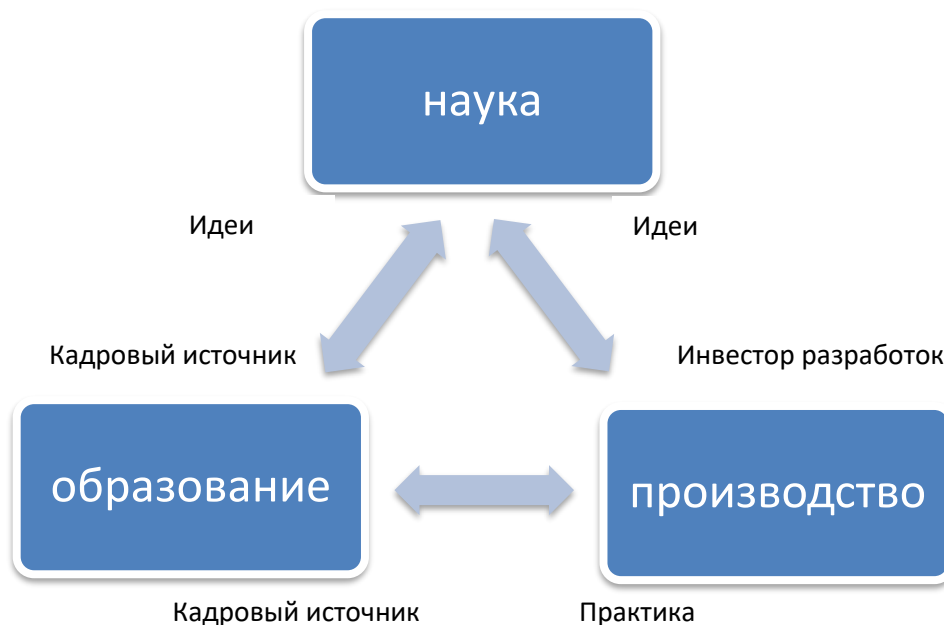 наука
Идеи
Идеи
Кадровый источник
Инвестор разработок
образование
производство
Кадровый источник
Практика